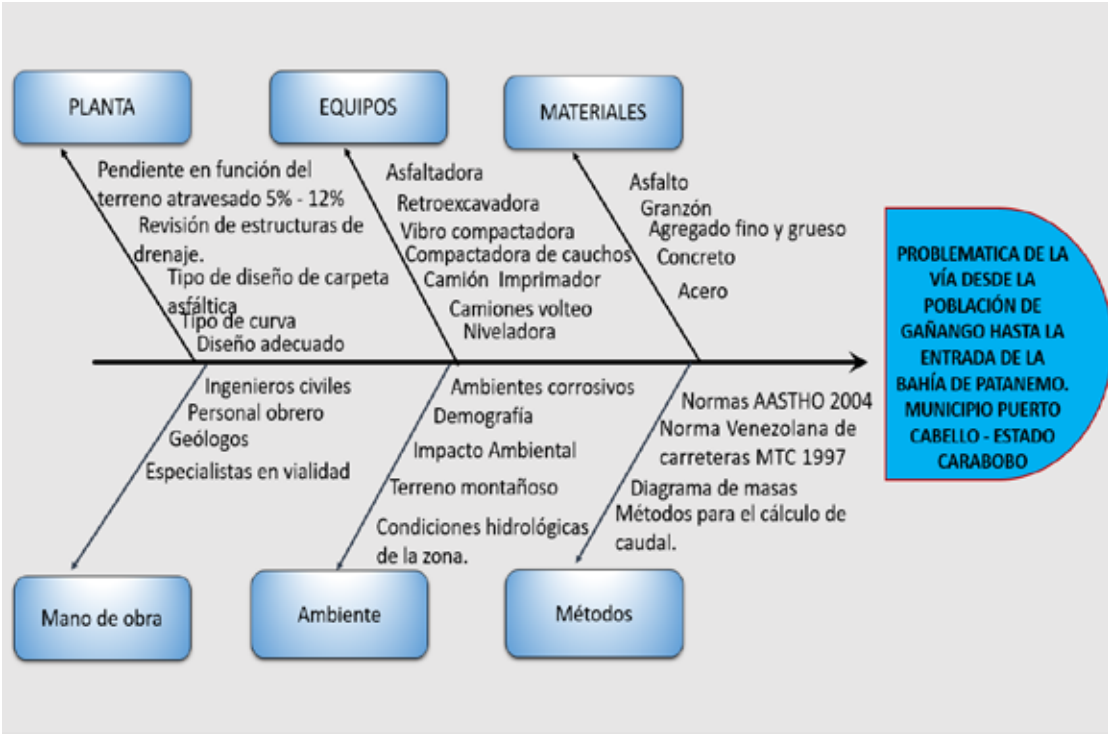 PLANTA
EQUIPOS
MATERIALES
Pendiente en función del
terreno atravesado 5% - 12%
Revisión de estructuras de
drenaje.
Tipo de diseño de carpeta
asfáltica
Tipo de curva
Diseño adecuado
Asfaltadora
Retroexcavadora
Vibro compactadora
Compactadora de cauchos
Camión Imprimador
Camiones volteo
Niveladora
Asfalto
Granzón
Agregado fino y grueso
Concreto
Acero
PROBLEMATICA DE LA
VÍA DESDE LA
POBLACIÓN DE
GAÑANGO HASTA LA
ENTRADA DE LA
BAHÍA DE PATANEMO.
MUNICIPIO PUERTO
CABELLO - ESTADO
CARABOBO
Ingenieros civiles
Personal obrero
Geólogos
Especialistas en vialidad
Ambientes corrosivos
Demografía
Impacto Ambiental
Terreno montañoso
Condiciones hidrológicas
de la zona.
Normas AASTHO 2004
Norma Venezolana de
carreteras MTC 1997
Diagrama de masas
Métodos para el cálculo de
caudal.
Mano de obra
Ambiente
Métodos